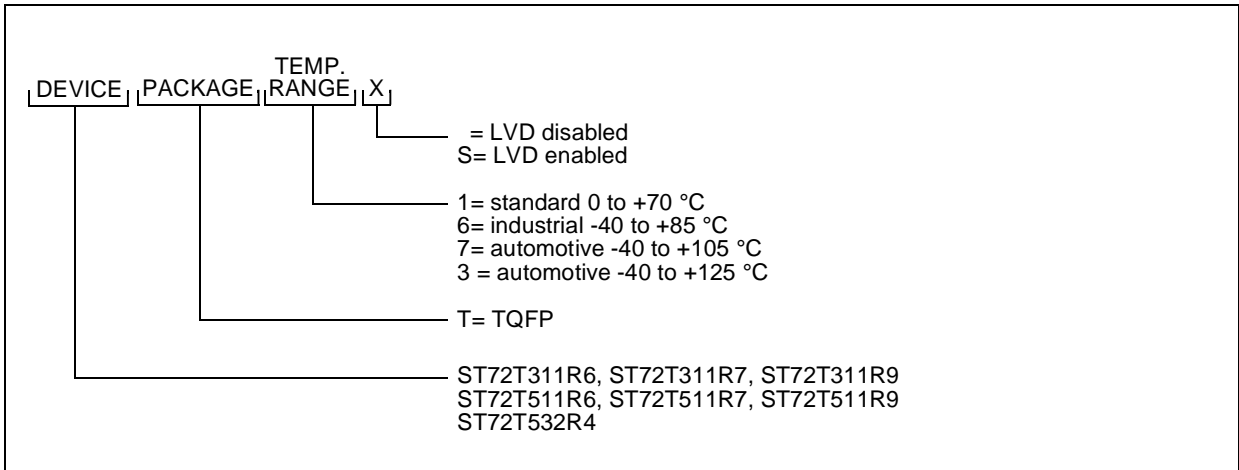 TEMP.
DEVICE PACKAGE RANGE X
= LVD disabled
S= LVD enabled
1= standard 0 to +70 °C
6= industrial -40 to +85 °C
7= automotive -40 to +105 °C
3 = automotive -40 to +125 °C
T= TQFP
ST72T311R6, ST72T311R7, ST72T311R9
ST72T511R6, ST72T511R7, ST72T511R9
ST72T532R4